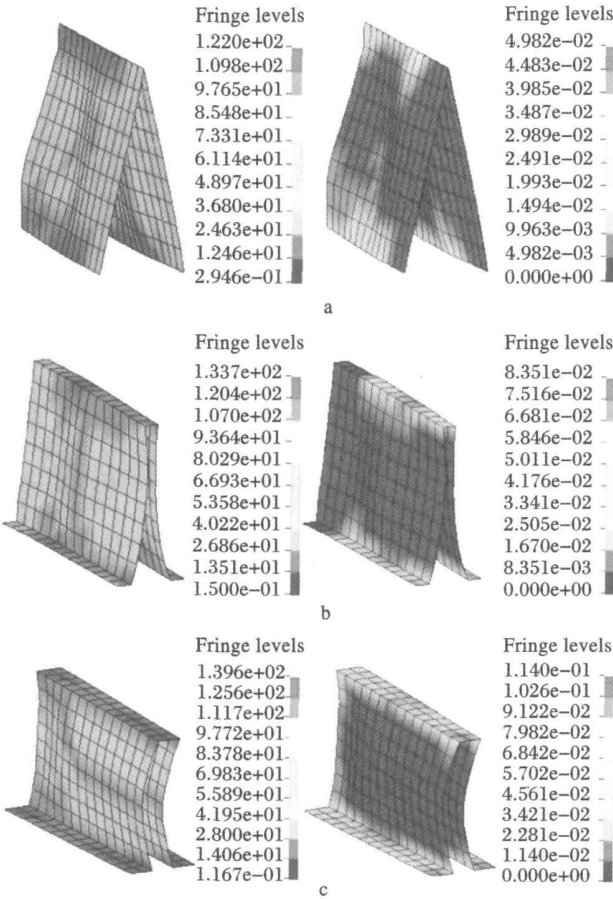 Fringe levels
1.220e+02
1.098e+02
9.765e+01
8.548e+01
7.331e+01
6.114e+01
4.897e+01
3.680e+01
2.463e+01
1.246e+01
2.946e-01
Fringe levels
4.982e-02
4.483e-02
3.985e-02
3.487e-02
2.989e-02
2.491e-02
1.993e-02
1.494e-02
9.963e-03
4.982e-03
0.000e+00
a
Fringe levels
1.337e+02
1.204e+02
1.070e+02
9.364e+01
8.029e+01
6.693e+01
5.358e+01
4.022e+01
2.686e+01
1.351e+01
1.500e-01
Fringe levels
8.351e-02
7.516e-02
6.681e-02
5.846e-02
5.011e-02
4.176e-02
3.341e-02
2.505e-02
1.670e-02
8.351e-03
0.000e+00
b
Fringe levels
1.396e+02
1.256e+02
1.117e+02
9.772e+01
8.378e+01
6.983e+01
5.589e+01
4.195e+01
2.800e+01
1.406e+01
1.167e-01
Fringe levels
1.140e-01
1.026e-01
9.122e-02
7.982e-02
6.842e-02
5.702e-02
4.561e-02
3.421e-02
2.281e-02
1.140e-02
0.000e+00
c